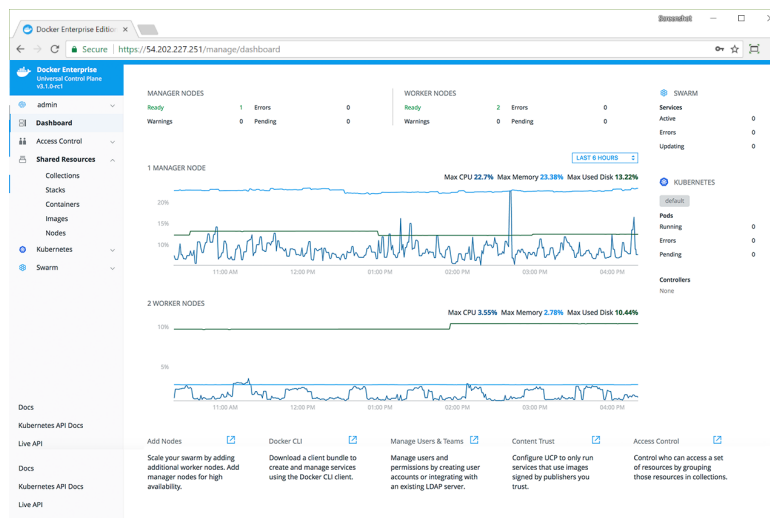 Screenshot
Docker Enterprise Edition
Secure
https://54.202.227.251/manage/dashboard
Docker Enterprise
Universal Control Plane
v3.1.0-rc1
admin
Dashboard
Access Control
Shared Resources
Collections
Stacks
Containers
Images
Nodes
Kubernetes
Swarm
Docs
Kubernetes API Docs
Live API
Docs
Kubernetes API Docs
Live API
MANAGER NODES
Ready 1 Errors 0
Warnings 0 Pending 0
WORKER NODES
Ready 2 Errors 0
Warnings 0 Pending 0
LAST 6 HOURS
1 MANAGER NODE
Max CPU 22.7% Max Memory 23.38% Max Used Disk 13.22%
20%
15%
10%
11:00 AM 12:00 PM 01:00 PM 02:00 PM 03:00 PM 04:00 PM
2 WORKER NODES
Max CPU 3.55% Max Memory 2.78% Max Used Disk 10.44%
10%
5%
11:00 AM 12:00 PM 01:00 PM 02:00 PM 03:00 PM 04:00 PM
SWARM
Services
Active 0
Errors 0
Updating 0
KUBERNETES
default
Pods
Running 0
Errors 0
Pending 0
Controllers
None
Add Nodes
Scale your swarm by adding
additional worker nodes. Add
manager nodes for high
availability.
Docker CLI
Download a client bundle to
create and manage services
using the Docker CLI client.
Manage Users & Teams
Manage users and
permissions by creating user
accounts or integrating with
an existing LDAP server.
Content Trust
Configure UCP to only run
services that use images
signed by publishers you
trust.
Access Control
Control who can access a set
of resources by grouping
those resources in collections.